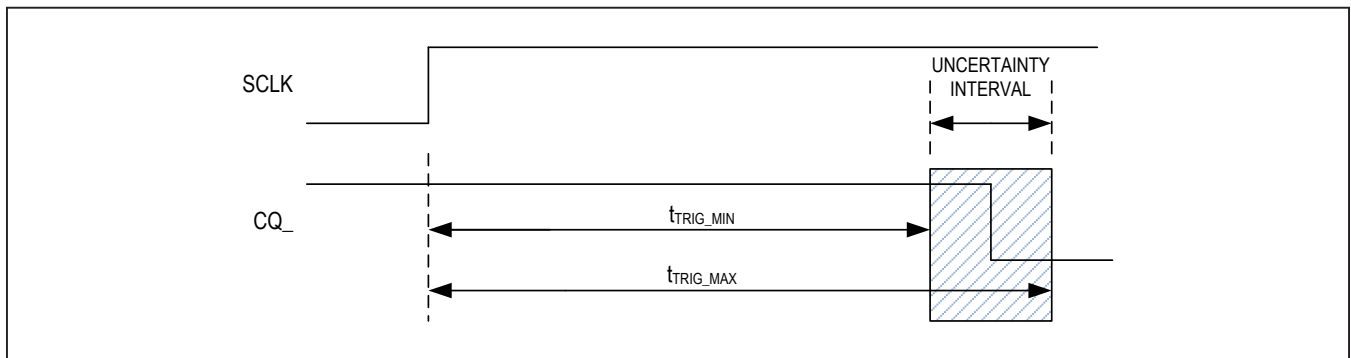 SCLK
UNCERTAINTY
INTERVAL
CQ_
tTRIG_MIN
tTRIG_MAX